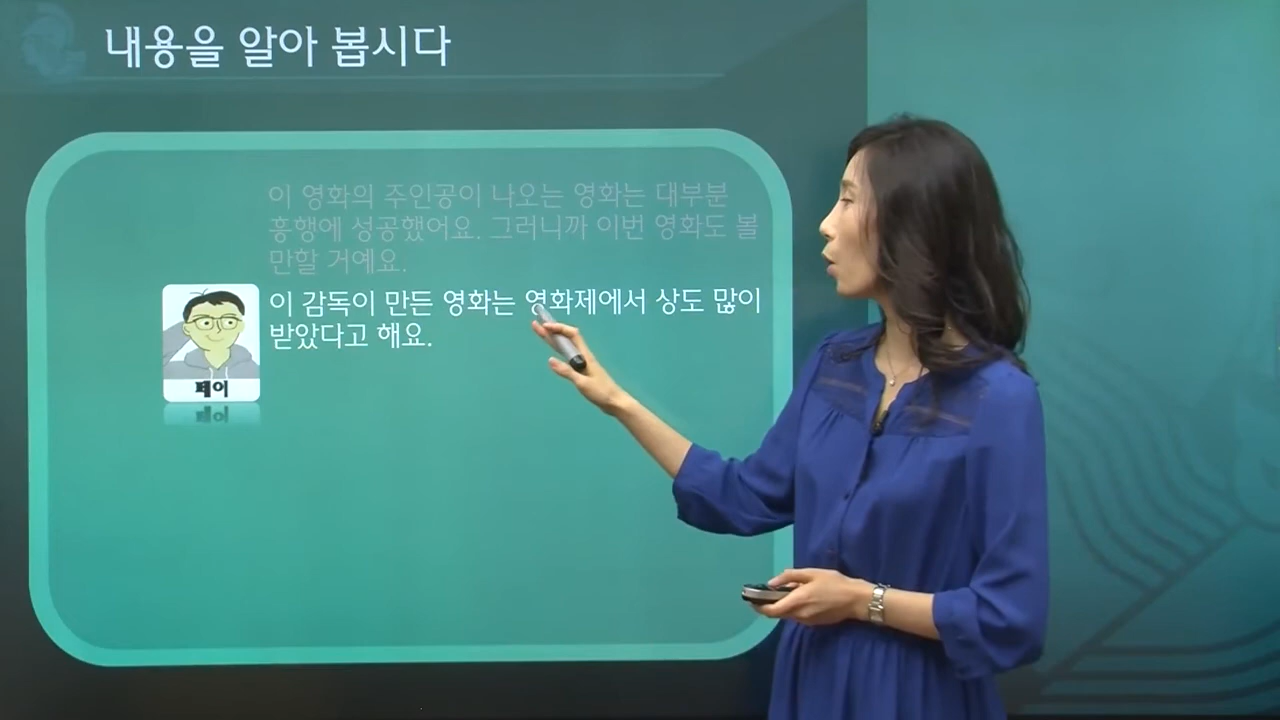 내용을 알아 봅시다
이 영화의 주인공이 나오는 영화는 대부분
흥행에 성공했어요. 그러니까 이번 영화도 볼
만할 거예요.
이 감독이 만든 영화는 영화제에서 상도 많이
받았다고 해요.
페이
페이